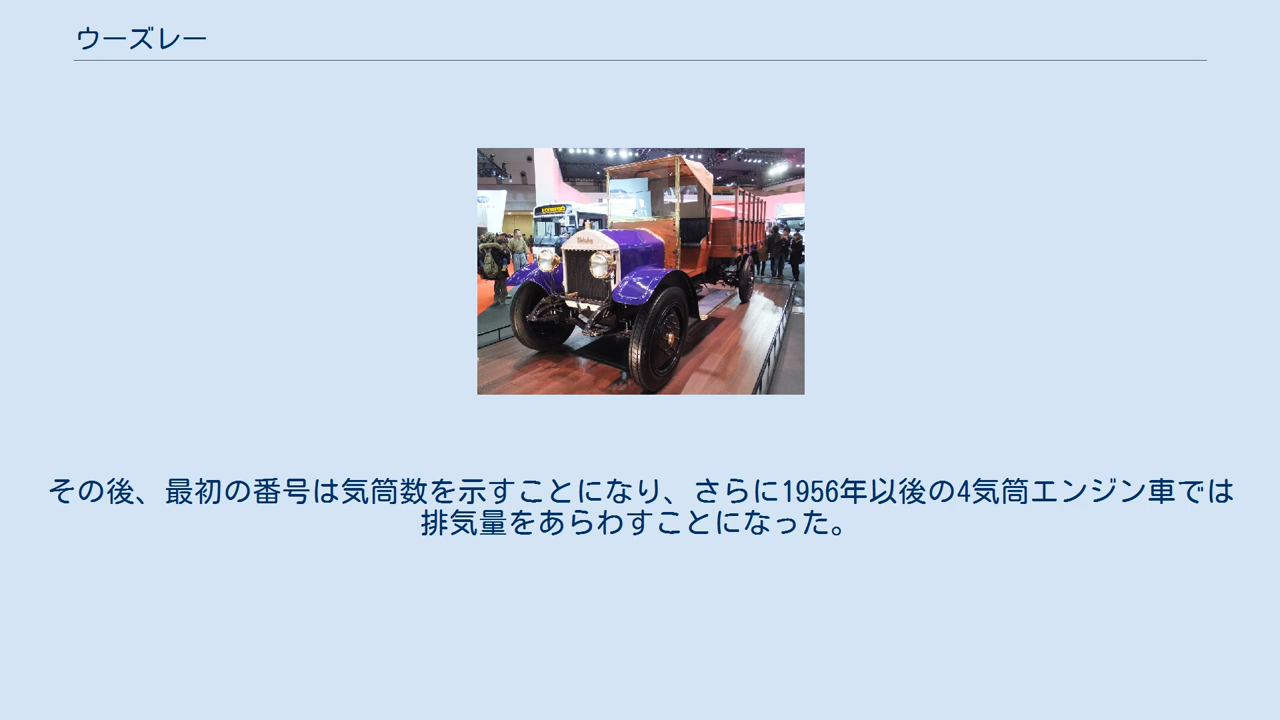 ウーズレー
その後、最初の番号は気筒数を示すことになり、さらに1956年以後の4気筒エンジン車では
排気量をあらわすことになった。